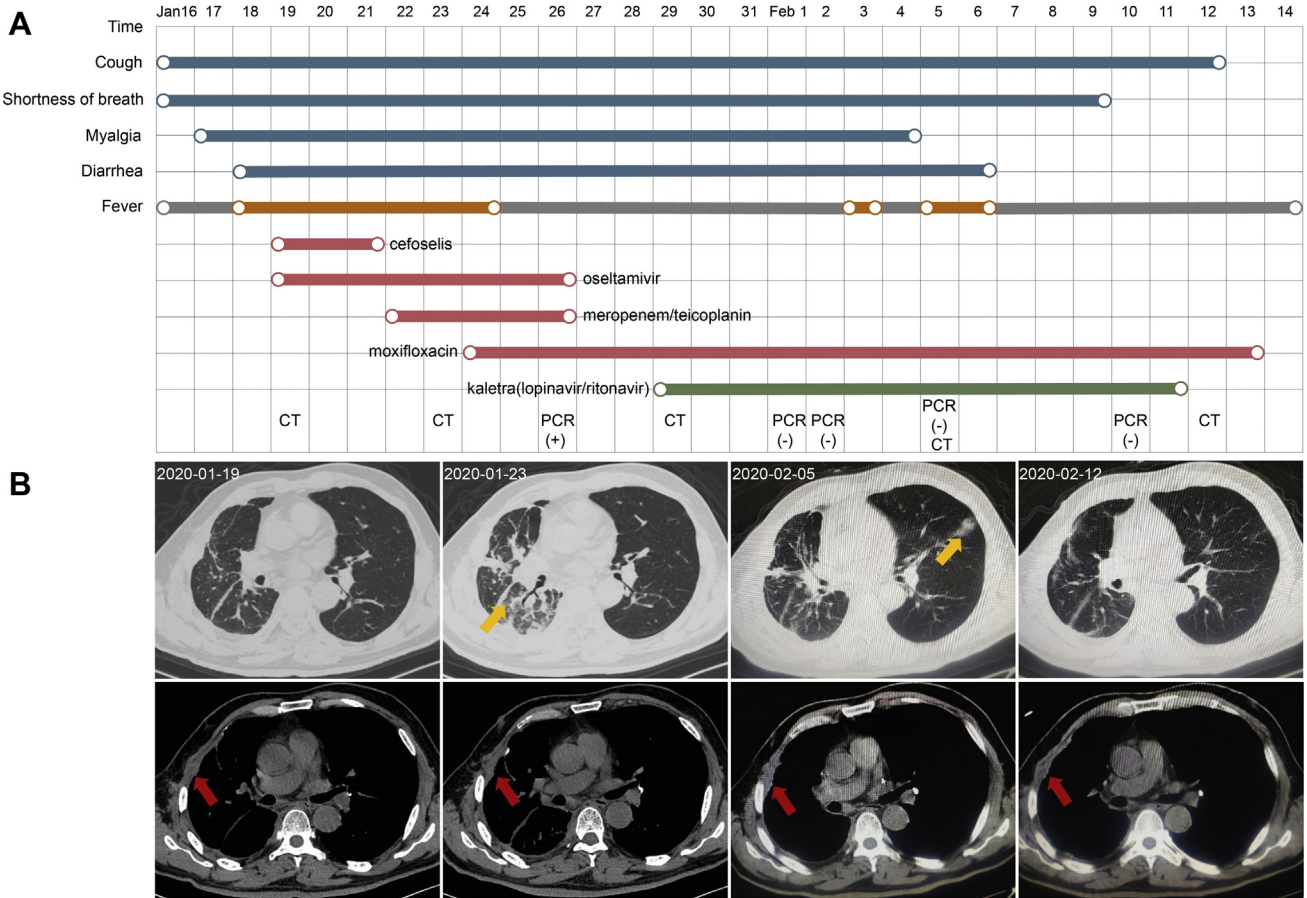 A
Jan16 17 18 19 20 21 22 23 24 25 26 27 28 29 30 31 Feb 1 2 3 4 5 6 7 8 9 10 11 12 13 14
Time
Cough
Shortness of breath
Myalgia
Diarrhea
Fever
cefoselis
oseltamivir
meropenem/teicoplanin
moxifloxacin
kaletra(lopinavir/ritonavir)
CT CT PCR CT PCR PCR PCR PCR CT
(+) (-) (-) (-) (-)
CT
B
2020-01-19 2020-01-23 2020-02-05 2020-02-12